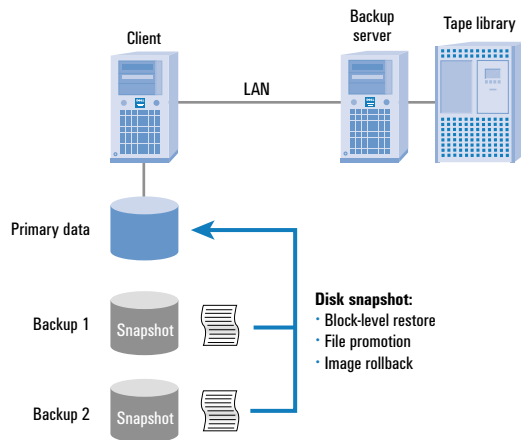 Client
Backup
server
Tape library
LAN
Primary data
Backup 1
Snapshot
Backup 2
Snapshot
Disk snapshot:
· Block-level restore
· File promotion
· Image rollback